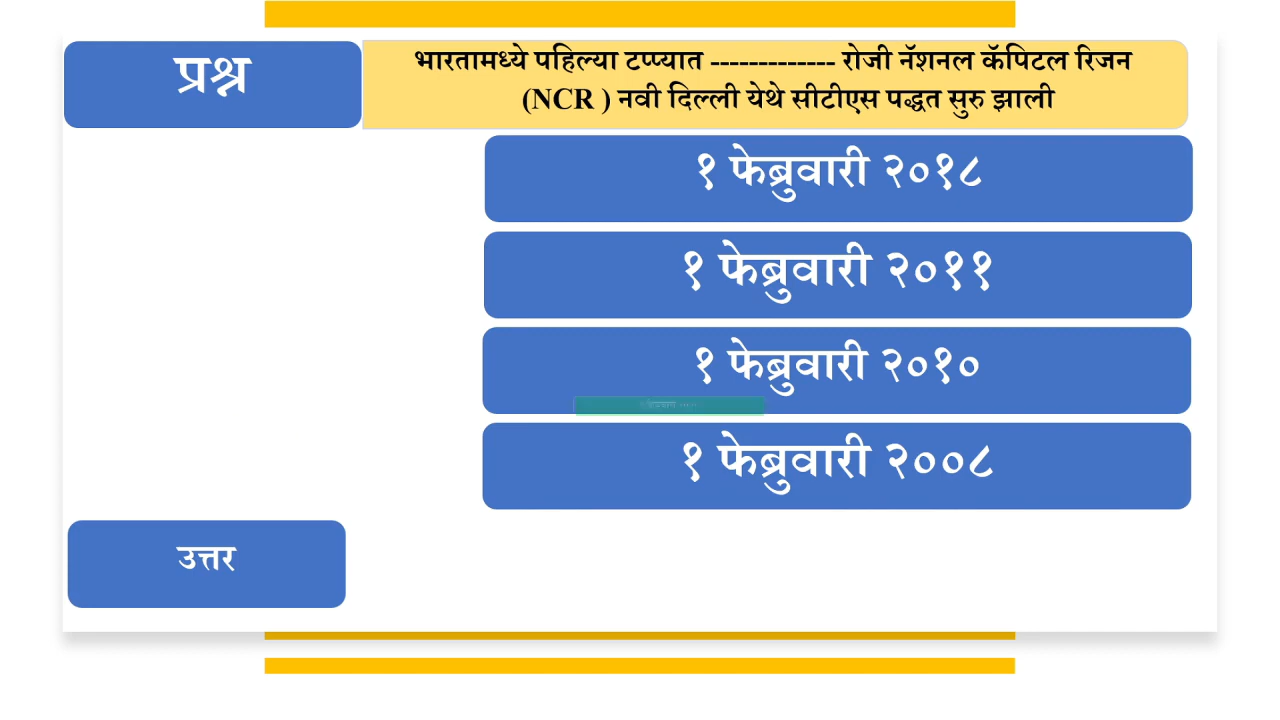 प्रश्न
भारतामध्ये पहिल्या टप्प्यात ------------- रोजी नॅशनल कॅपिटल रिजन
(NCR ) नवी दिल्ली येथे सीटीएस पद्धत सुरु झाली
१ फेब्रुवारी २०१८
१ फेब्रुवारी २०११
१ फेब्रुवारी २०१०
१ फेब्रुवारी २००८
उत्तर